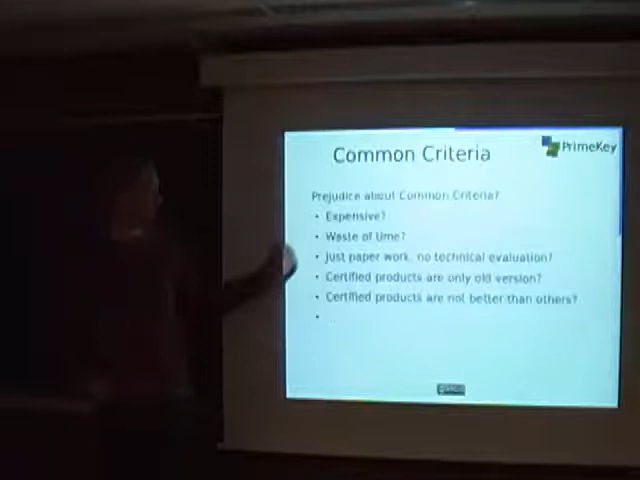 Common Criteria
PrimeKey
Prejudice about Common Criteria?
• Expensive?
• Waste of time?
• Just paper work, no technical evaluation?
• Certified products are only old version?
• Certified products are not better than others?